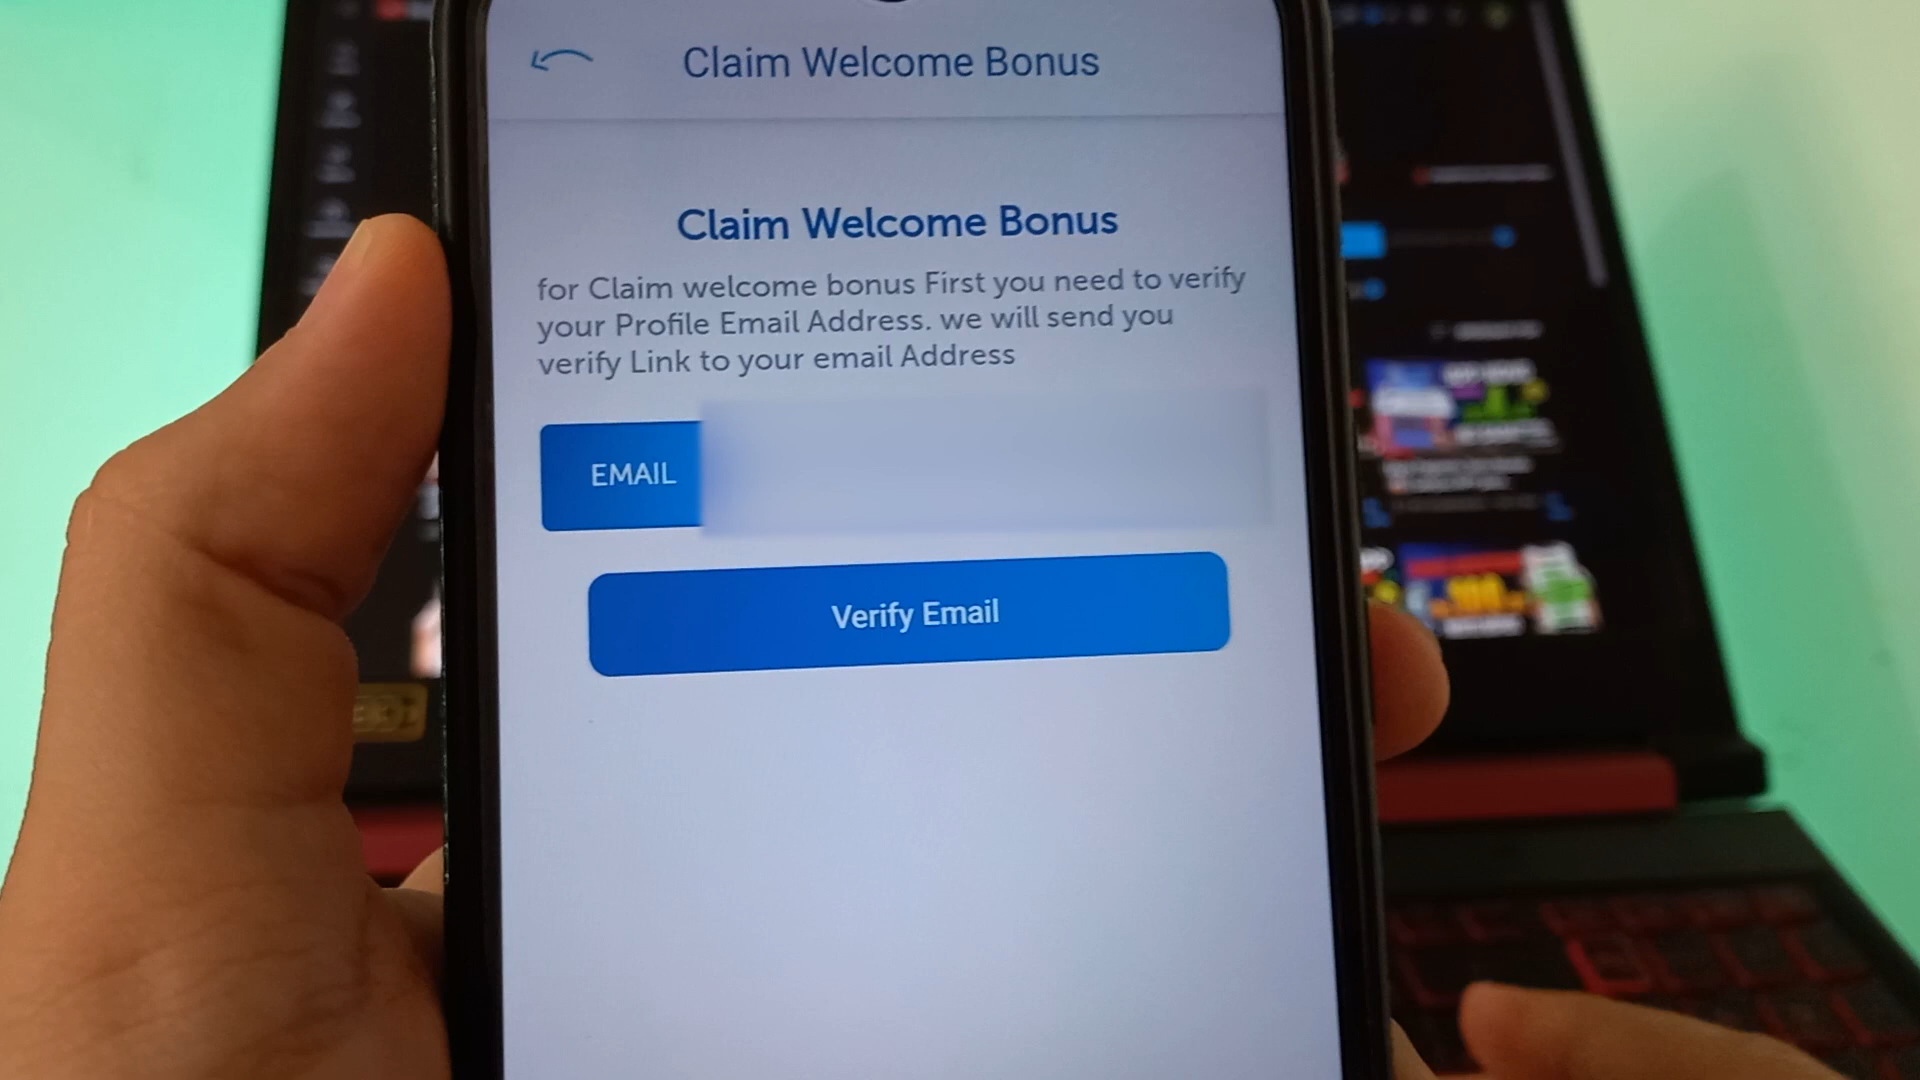 Claim Welcome Bonus
Claim Welcome Bonus
for Claim welcome bonus First you need to verify
your Profile Email Address. we will send you
verify Link to your email Address
EMAIL
Verify Email